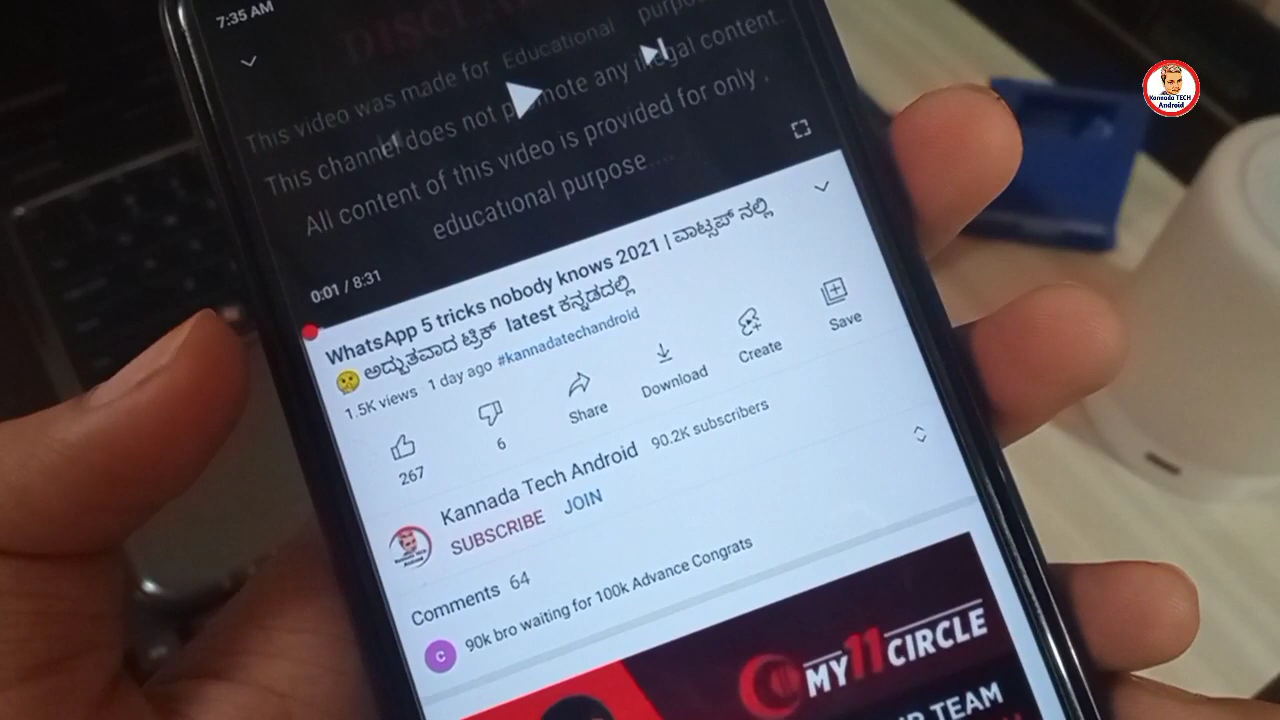 7:35 AM
This video was made for Educational
This channel does not promote any illegal content.
All content of this video is provided for only .
educational purpose....
0:01 / 8:31
WhatsApp 5 tricks nobody knows 2021 | ವಾಟ್ಸಪ್ ನಲ್ಲಿ
🤫 ಅದ್ಭುತವಾದ ಟ್ರಿಕ್ latest ಕನ್ನಡದಲ್ಲಿ
1.5K views 1 day ago #kannadatechandroid
267
6
Share
Download
Create
Save
Kannada Tech Android 90.2K subscribers
SUBSCRIBE JOIN
Comments 64
C 90k bro waiting for 100k Advance Congrats
MY11CIRCLE
TEAM
Kannada TECH
Android